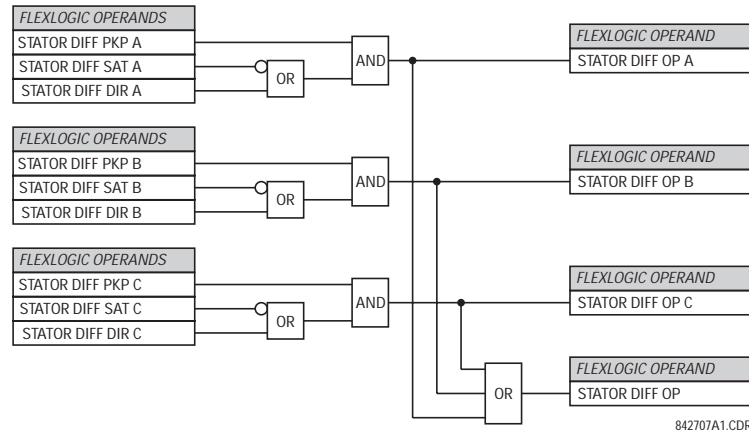 FLEXLOGIC OPERANDS
STATOR DIFF PKP A
STATOR DIFF SAT A
STATOR DIFF DIR A
OR
AND
FLEXLOGIC OPERAND
STATOR DIFF OP A
FLEXLOGIC OPERANDS
STATOR DIFF PKP B
STATOR DIFF SAT B
STATOR DIFF DIR B
OR
AND
FLEXLOGIC OPERAND
STATOR DIFF OP B
FLEXLOGIC OPERANDS
STATOR DIFF PKP C
STATOR DIFF SAT C
STATOR DIFF DIR C
OR
AND
FLEXLOGIC OPERAND
STATOR DIFF OP C
OR
FLEXLOGIC OPERAND
STATOR DIFF OP
842707A1.CDR